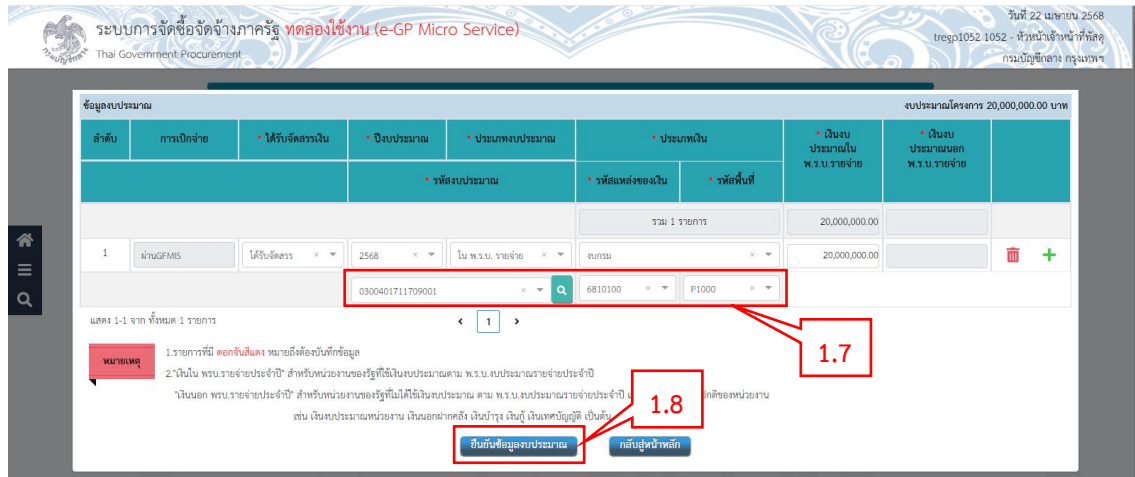 ระบบการจัดซื้อจัดจ้างภาครัฐ ทดลองใช้งาน (e-GP Micro Service)
Thai Government Procurement
วันที่ 22 เมษายน 2568
tregp1052 1052 - หัวหน้าเจ้าหน้าที่พัสดุ
กรมบัญชีกลาง กรุงเทพฯ
ข้อมูลงบประมาณ
งบประมาณโครงการ 20,000,000.00 บาท
ลำดับ การเบิกจ่าย * ได้รับจัดสรรเงิน * ปีงบประมาณ * ประเภทงบประมาณ * ประเภทเงิน * เงินงบ * เงินงบ
ประมาณใน ประมาณนอก
พ.ร.บ.รายจ่าย พ.ร.บ.รายจ่าย
* รหัสงบประมาณ * รหัสแหล่งของเงิน * รหัสพื้นที่
รวม 1 รายการ 20,000,000.00
1 ผ่านGFMIS ได้รับจัดสรร × 2568 × ใน พ.ร.บ. รายจ่าย × งบกรม × 20,000,000.00
0300401711709001 × 6810100 × P1000 ×
แสดง 1-1 จาก ทั้งหมด 1 รายการ
1
1.7
หมายเหตุ
1.รายการที่มี ดอกจันสีแดง หมายถึงต้องบันทึกข้อมูล
2."เงินใน พรบ.รายจ่ายประจำปี" สำหรับหน่วยงานของรัฐที่ใช้เงินงบประมาณตาม พ.ร.บ.งบประมาณรายจ่ายประจำปี
"เงินนอก พรบ.รายจ่ายประจำปี" สำหรับหน่วยงานของรัฐที่ไม่ได้ใช้เงินงบประมาณ ตาม พ.ร.บ.งบประมาณรายจ่ายประจำปี ปกติของหน่วยงาน
เช่น เงินงบประมาณหน่วยงาน เงินนอกฝากคลัง เงินบำรุง เงินกู้ เงินเทศบัญญัติ เป็นต้น
1.8
ยืนยันข้อมูลงบประมาณ
กลับสู่หน้าหลัก